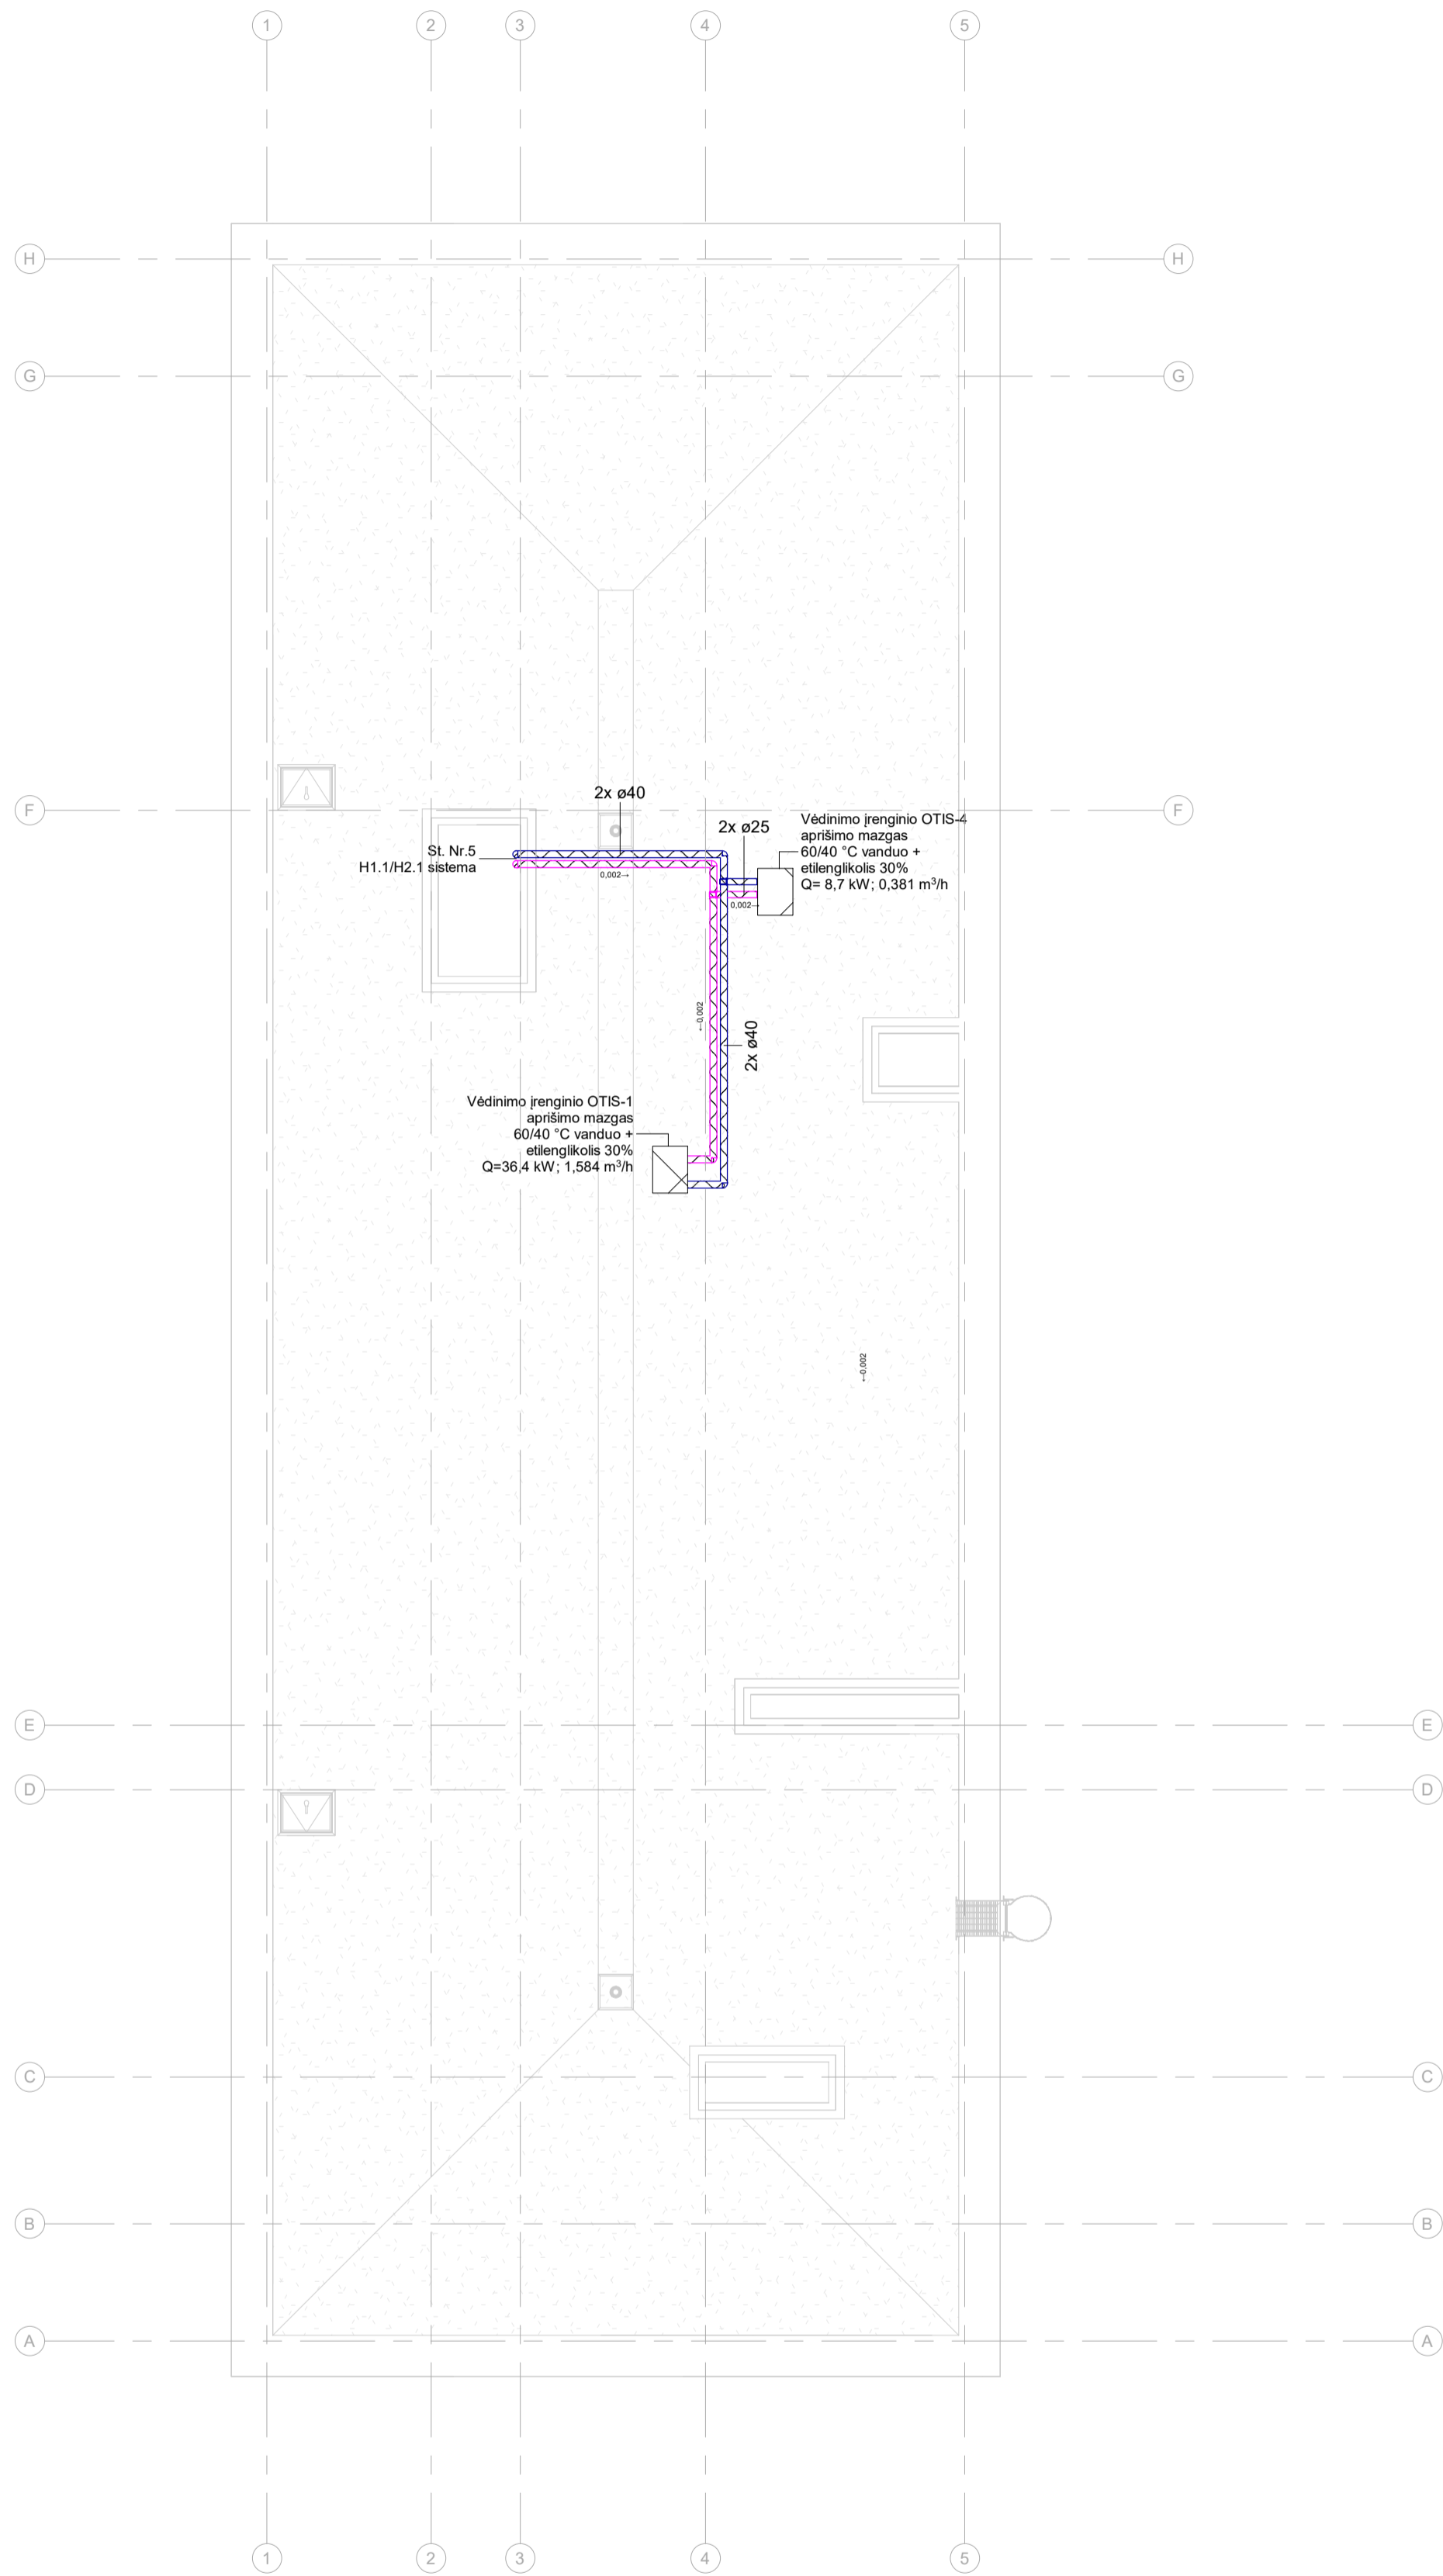 1
2
3
4
5
H
H
G
G
F
F
2x ø40
2x ø25
Vėdinimo įrenginio OTIS-4
aprišimo mazgas
60/40 °C vanduo +
etilenglikolis 30%
Q= 8,7 kW; 0,381 m³/h
St. Nr.5
H1.1/H2.1 sistema
0,002→
0,002→
←0,002
2x ø40
Vėdinimo įrenginio OTIS-1
aprišimo mazgas
60/40 °C vanduo +
etilenglikolis 30%
Q=36,4 kW; 1,584 m³/h
←0,002
E
E
D
D
C
C
B
B
A
A
1
2
3
4
5